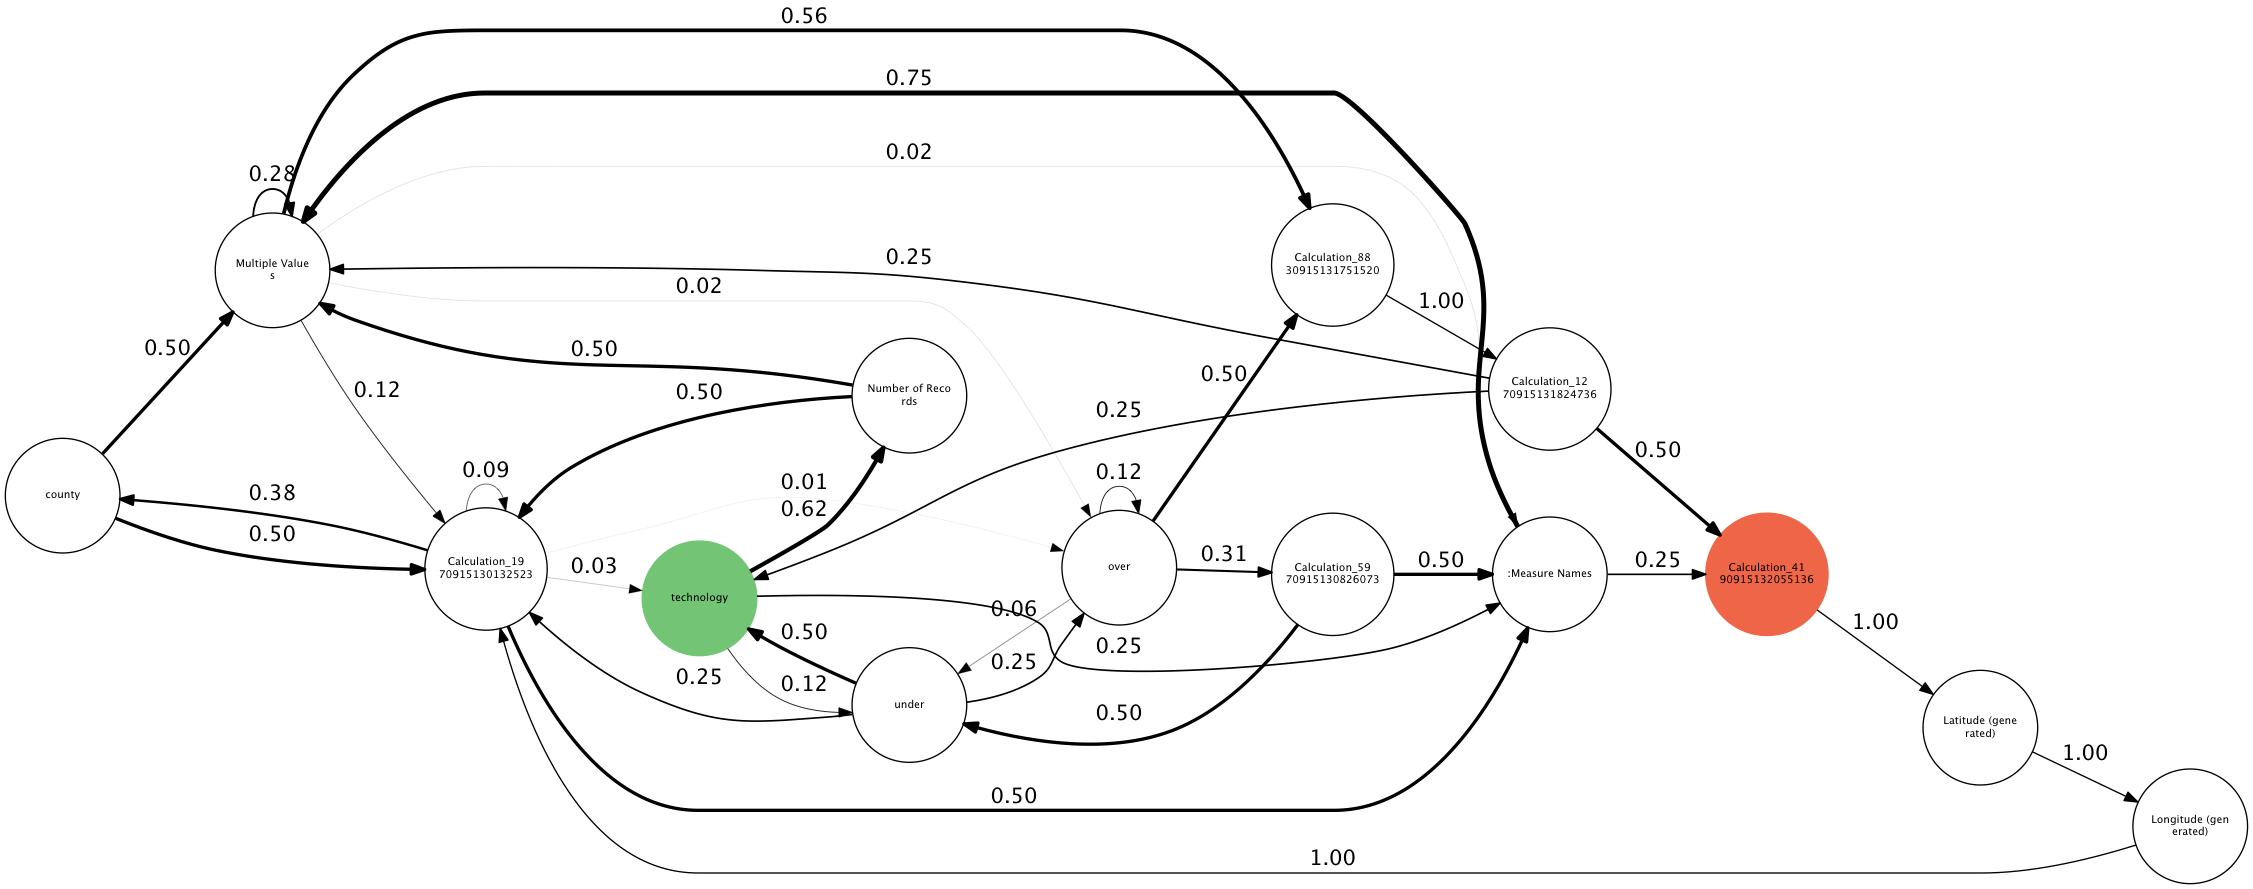 0.56
0.75
0.02
0.28
Multiple Value
s
0.25
0.02
Calculation_88
30915131751520
1.00
0.50
0.50
0.12
0.50
Number of Reco
rds
0.50
Calculation_12
70915131824736
0.25
0.50
county
0.38
0.50
0.09
0.01
0.62
0.12
Calculation_19
70915130132523
0.03
technology
over
0.31
Calculation_59
70915130826073
0.50
:Measure Names
0.25
Calculation_41
90915132055136
0.06
0.50
0.25
0.25
0.25
0.12
under
0.50
1.00
Latitude (gene
rated)
1.00
0.50
Longitude (gen
erated)
1.00